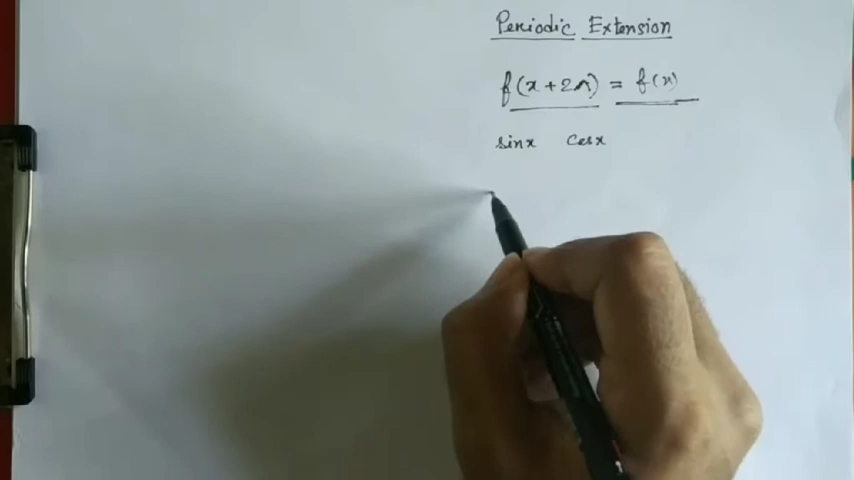 Periodic Extension
f(x+2π) = f(x)
sinx cosx